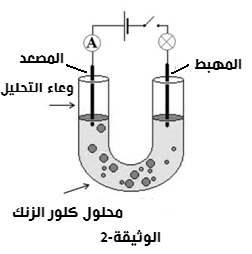 A
المصعد
المهبط
وعاء التحليل
محلول كلور الزنك
الوثيقة-2